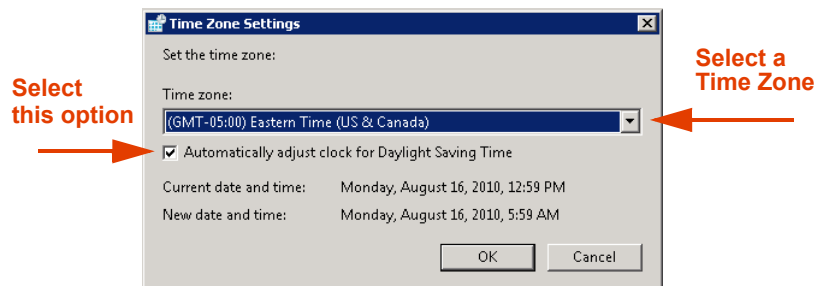 Time Zone Settings
Set the time zone:
Select
this option
Select a
Time Zone
Time zone:
(GMT-05:00) Eastern Time (US & Canada)
Automatically adjust clock for Daylight Saving Time
Current date and time: Monday, August 16, 2010, 12:59 PM
New date and time: Monday, August 16, 2010, 5:59 AM
OK Cancel